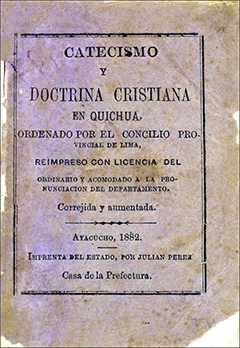 CATECISMO
Y
DOCTRINA CRISTIANA
EN QUICHUA,
ORDENADO POR EL CONCILIO PRO-
VINCIAL DE LIMA,
REIMPRESO CON LICENCIA DEL
ORDINARIO Y ACOMODADO A LA PRO-
NUNCIACION DEL DEPARTAMENTO.
Correjida y aumentada.
AYACUCHO, 1882.
IMPRENTA DEL ESTADO, POR JULIAN PEREZ
Casa de la Prefectura.